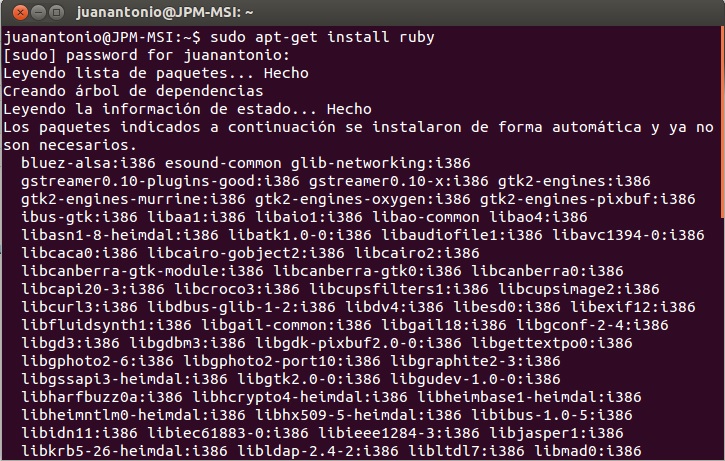 juanantonio@JPM-MSI: ~
juanantonio@JPM-MSI:~$ sudo apt-get install ruby
[sudo] password for juanantonio:
Leyendo lista de paquetes... Hecho
Creando árbol de dependencias
Leyendo la información de estado... Hecho
Los paquetes indicados a continuación se instalaron de forma automática y ya no
son necesarios.
bluez-alsa:i386 esound-common glib-networking:i386
gstreamer0.10-plugins-good:i386 gstreamer0.10-x:i386 gtk2-engines:i386
gtk2-engines-murrine:i386 gtk2-engines-oxygen:i386 gtk2-engines-pixbuf:i386
ibus-gtk:i386 libaa1:i386 libaio1:i386 libao-common libao4:i386
libasn1-8-heimdal:i386 libatk1.0-0:i386 libaudiofile1:i386 libavc1394-0:i386
libcaca0:i386 libcairo-gobject2:i386 libcairo2:i386
libcanberra-gtk-module:i386 libcanberra-gtk0:i386 libcanberra0:i386
libcapi20-3:i386 libcroco3:i386 libcupsfilters1:i386 libcupsimage2:i386
libcurl3:i386 libdbus-glib-1-2:i386 libdv4:i386 libesd0:i386 libexif12:i386
libfluidsynth1:i386 libgail-common:i386 libgail18:i386 libgconf-2-4:i386
libgd3:i386 libgdbm3:i386 libgdk-pixbuf2.0-0:i386 libgettextpo0:i386
libgphoto2-6:i386 libgphoto2-port10:i386 libgraphite2-3:i386
libgssapi3-heimdal:i386 libgtk2.0-0:i386 libgudev-1.0-0:i386
libharfbuzz0a:i386 libhcrypto4-heimdal:i386 libheimbase1-heimdal:i386
libheimntlm0-heimdal:i386 libhx509-5-heimdal:i386 libibus-1.0-5:i386
libidn11:i386 libiec61883-0:i386 libieee1284-3:i386 libjasper1:i386
libkrb5-26-heimdal:i386 libldap-2.4-2:i386 libltdl7:i386 libmad0:i386